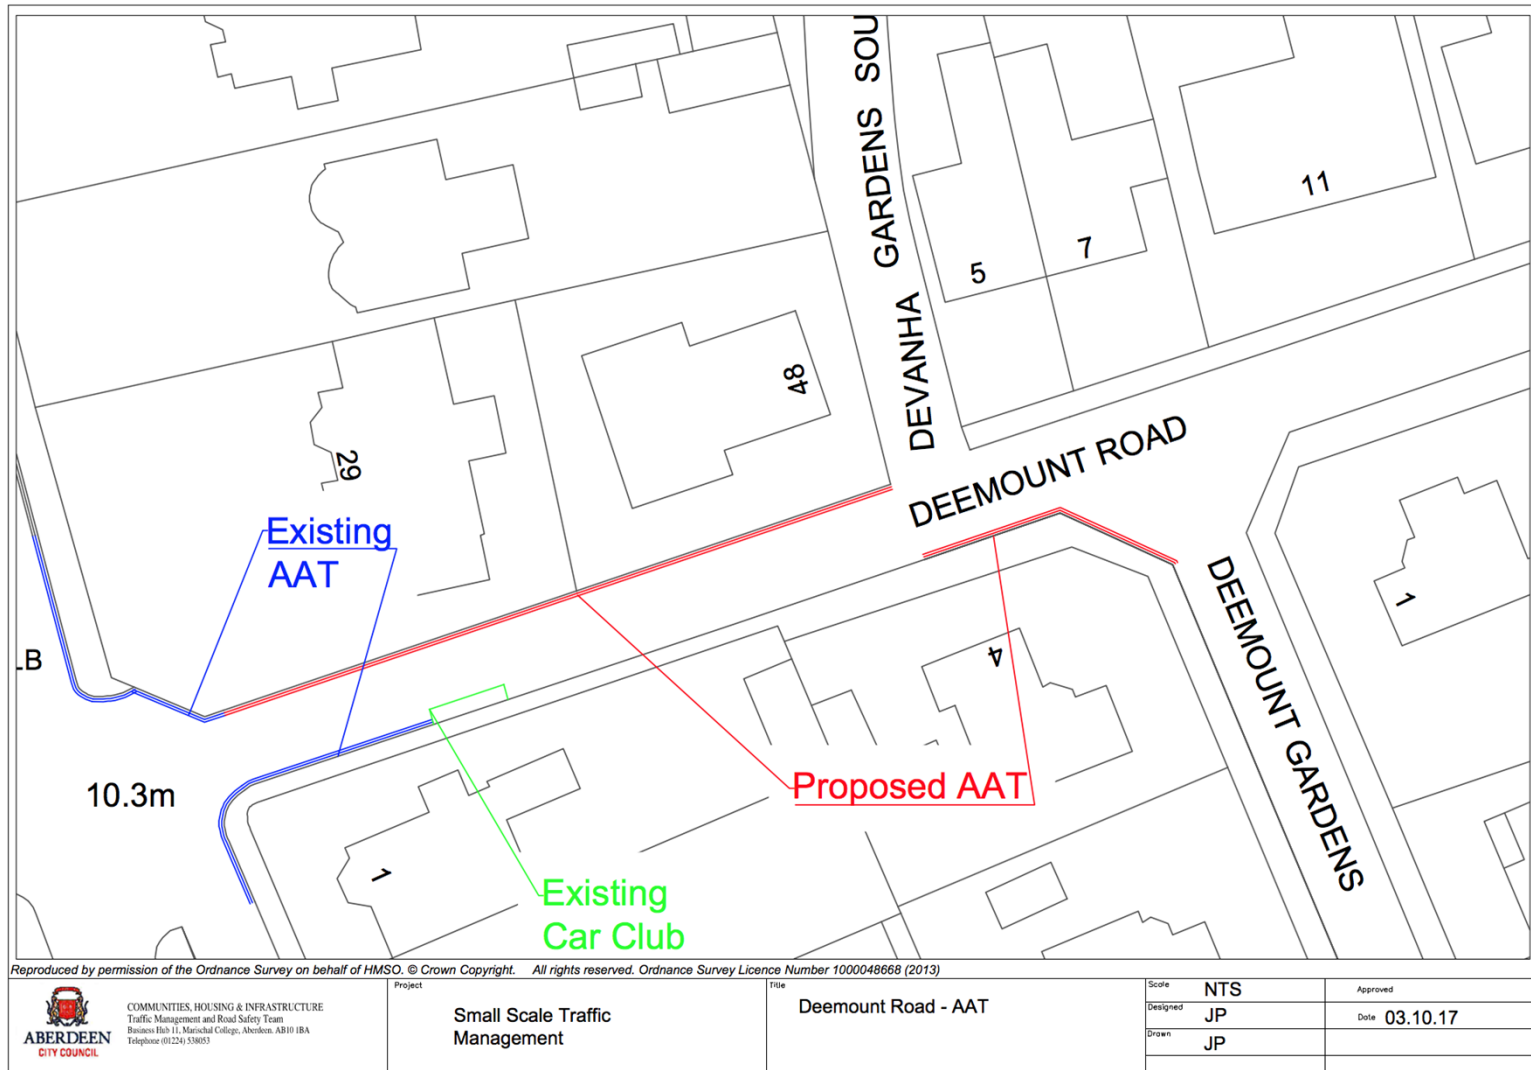 DEVANHA GARDENS SOU
11
5
7
48
DEEMOUNT ROAD
29
Existing
AAT
1
DEEMOUNT GARDENS
LB
4
10.3m
Proposed AAT
1
Existing
Car Club
Reproduced by permission of the Ordnance Survey on behalf of HMSO. © Crown Copyright. All rights reserved. Ordnance Survey Licence Number 1000048668 (2013)
ABERDEEN
CITY COUNCIL
COMMUNITIES, HOUSING & INFRASTRUCTURE
Traffic Management and Road Safety Team
Business Hub 11, Marischal College, Aberdeen. AB10 1BA
Telephone (01224) 538053
Project
Small Scale Traffic
Management
Title
Deemount Road - AAT
Scale NTS
Designed JP
Drawn JP
Approved
Date 03.10.17